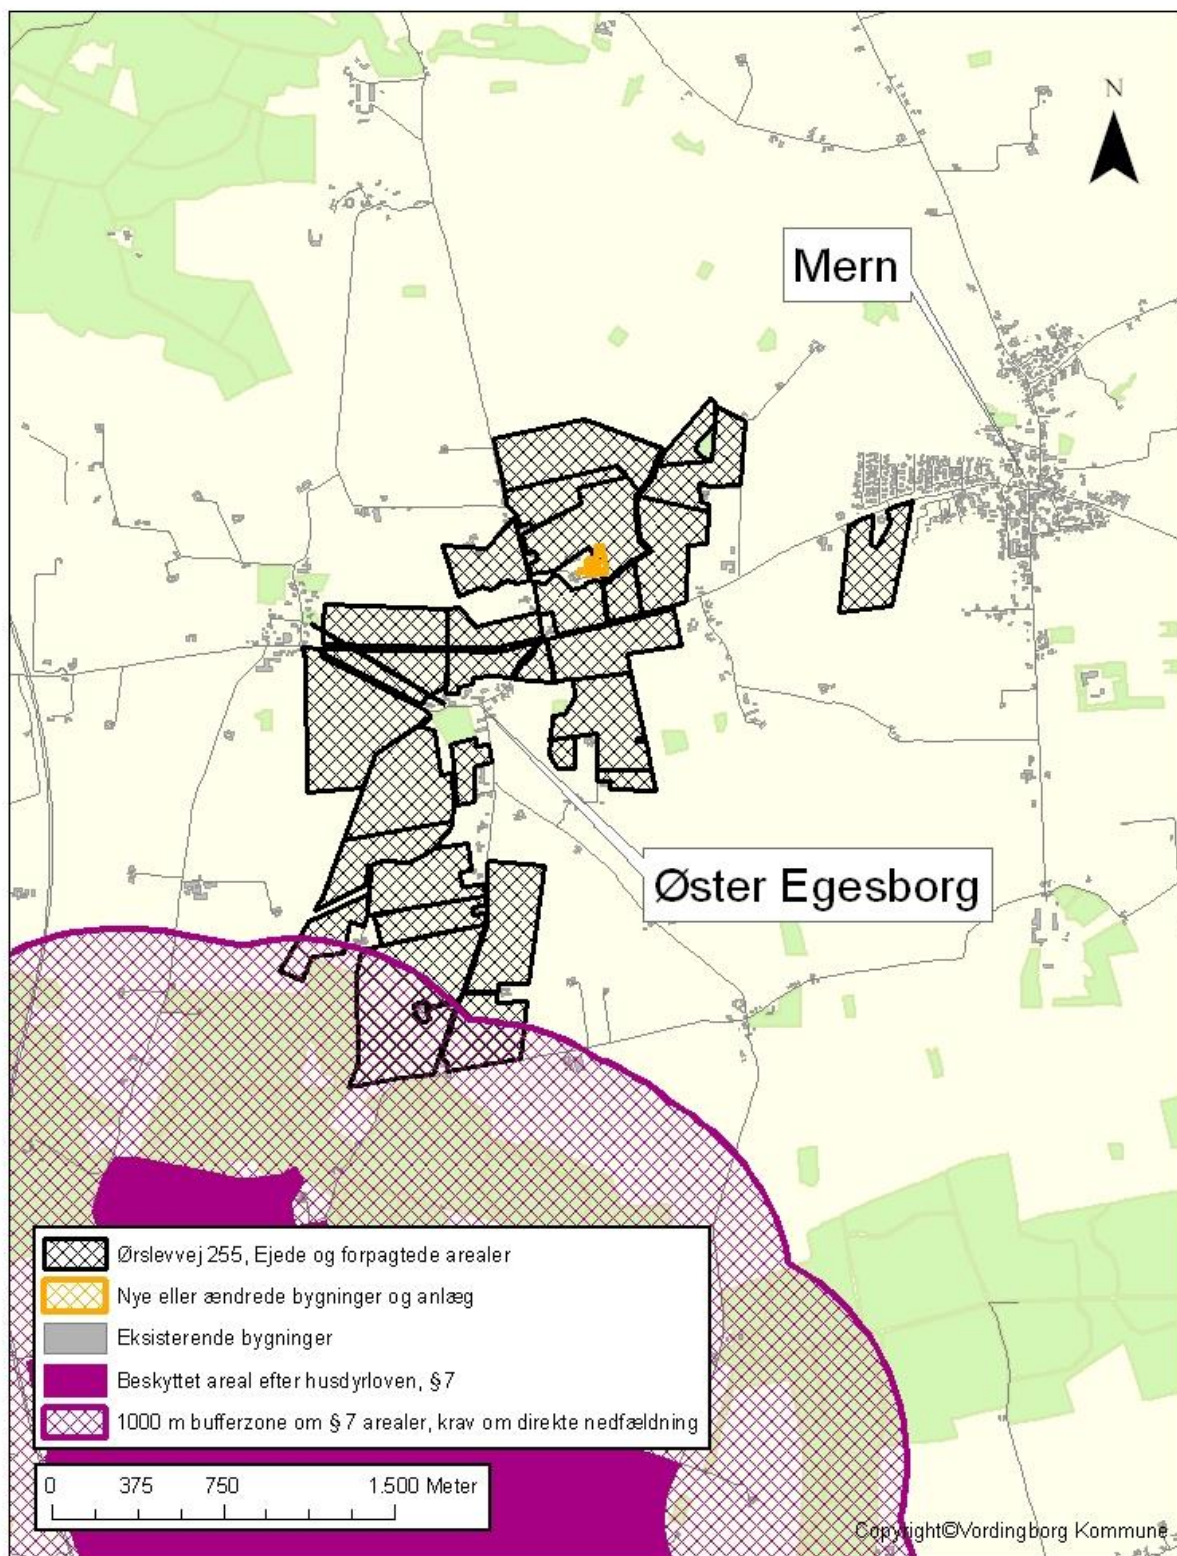 N
Mern
Øster Egesborg
Ørslevvej 255, Ejede og forpagtede arealer
Nye eller ændrede bygninger og anlæg
Eksisterende bygninger
Beskyttet areal efter husdyrloven, §7
1000 m bufferzone om §7 arealer, krav om direkte nedfældning
0 375 750 1.500 Meter
Copyright©Vordingborg Kommune